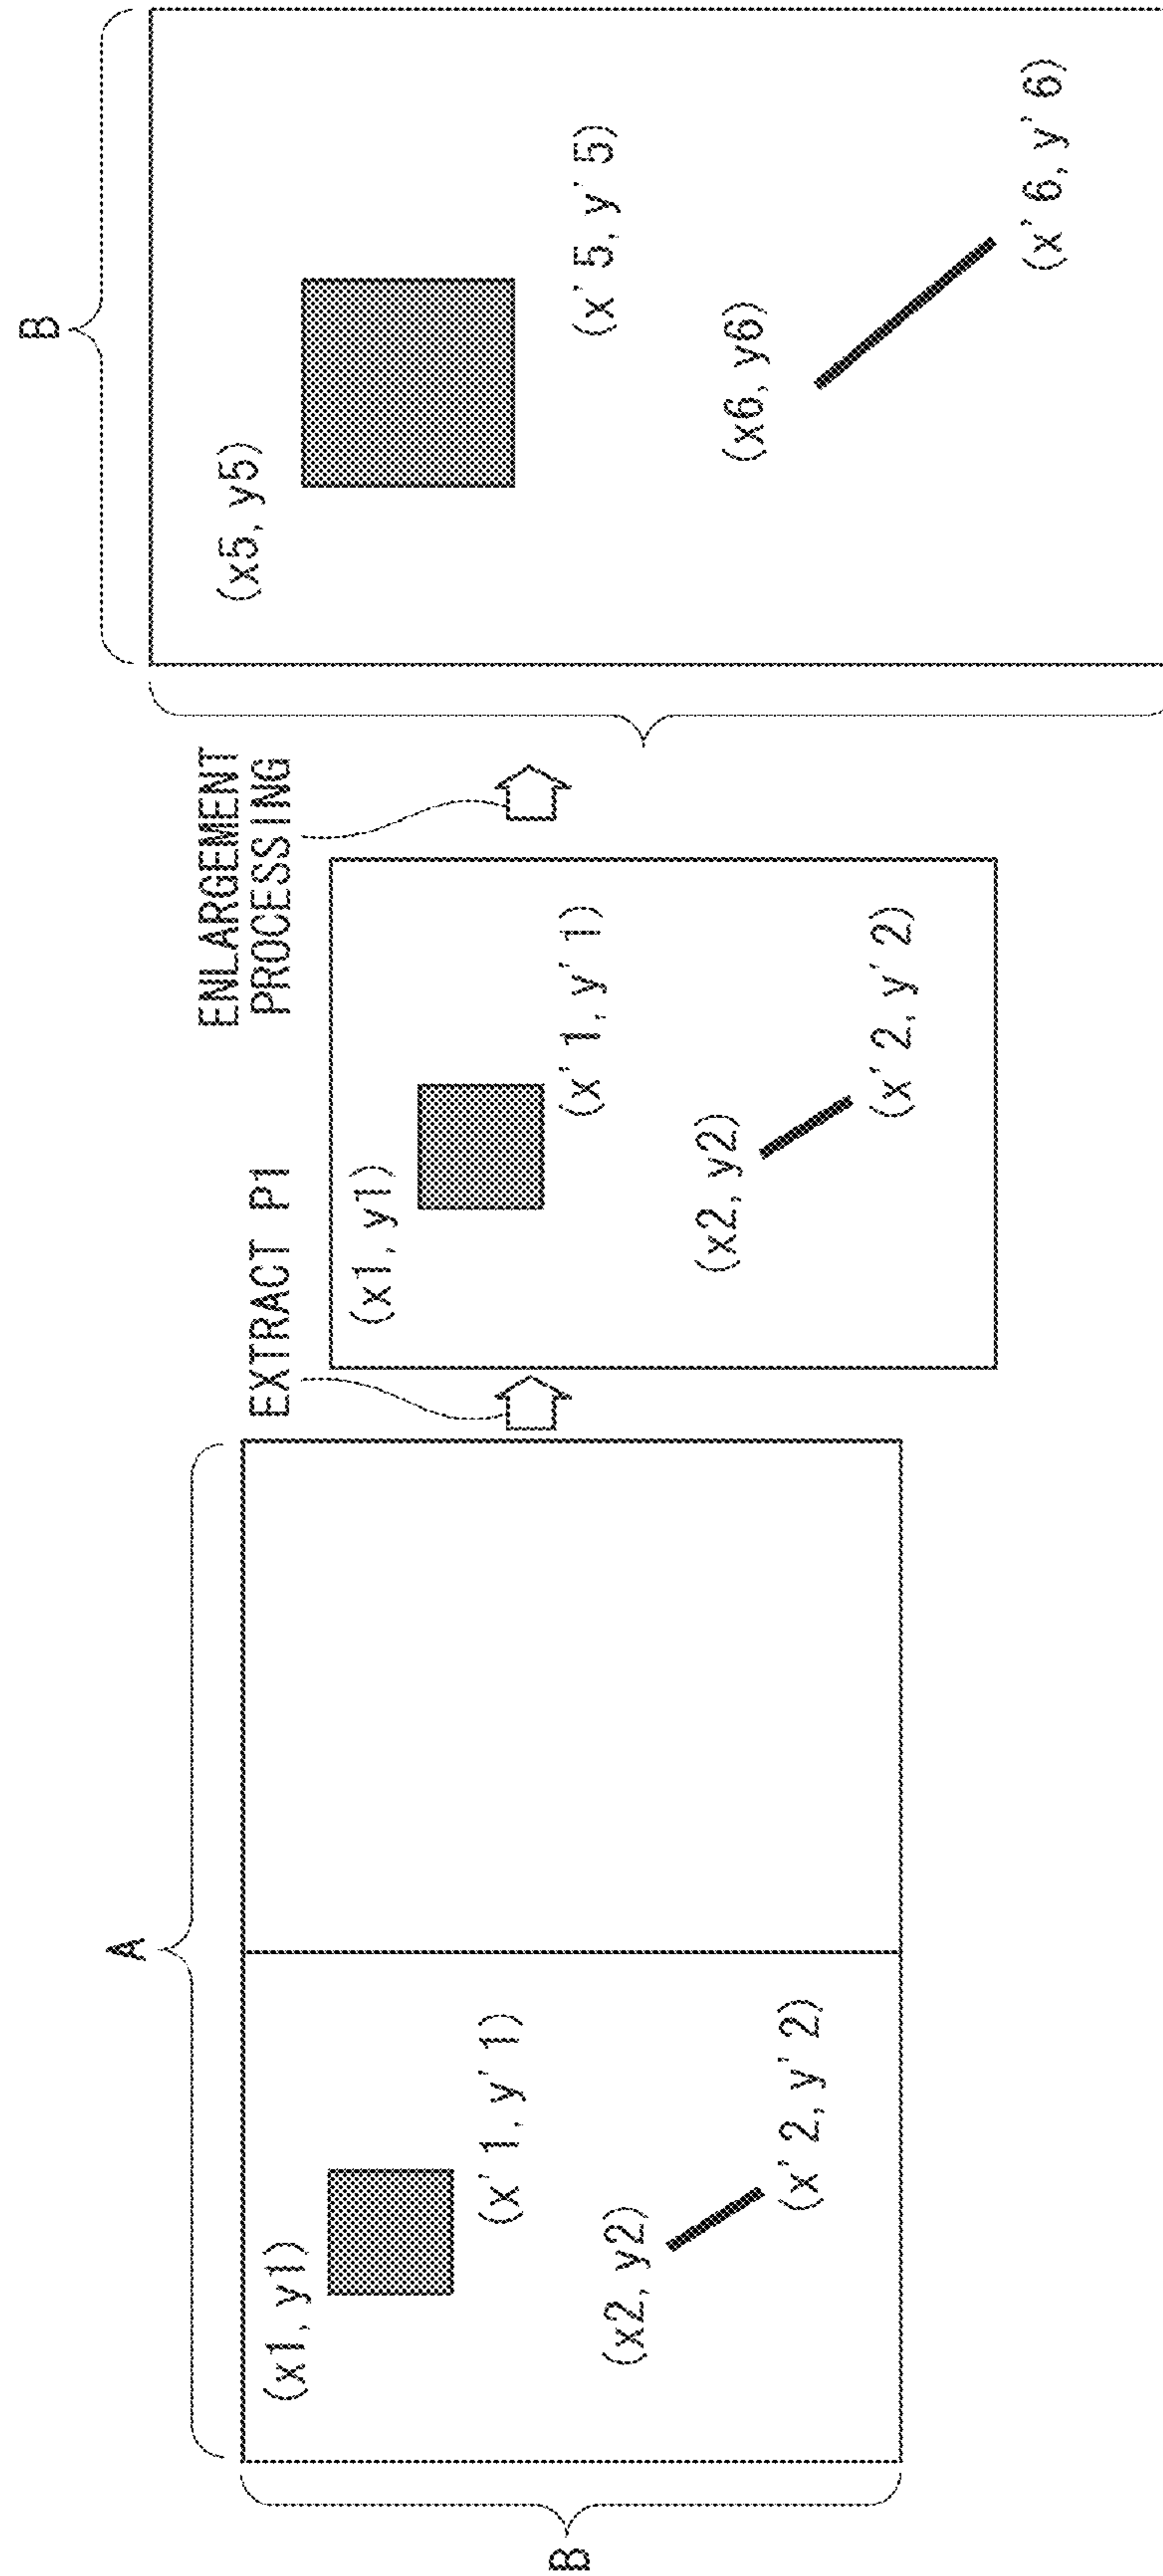 A
B
(x1, y1)
(x' 1, y' 1)
(x2, y2)
(x' 2, y' 2)
EXTRACT P1
(x1, y1)
(x' 1, y' 1)
(x2, y2)
(x' 2, y' 2)
ENLARGEMENT
PROCESSING
B
(x5, y5)
(x' 5, y' 5)
(x6, y6)
(x' 6, y' 6)